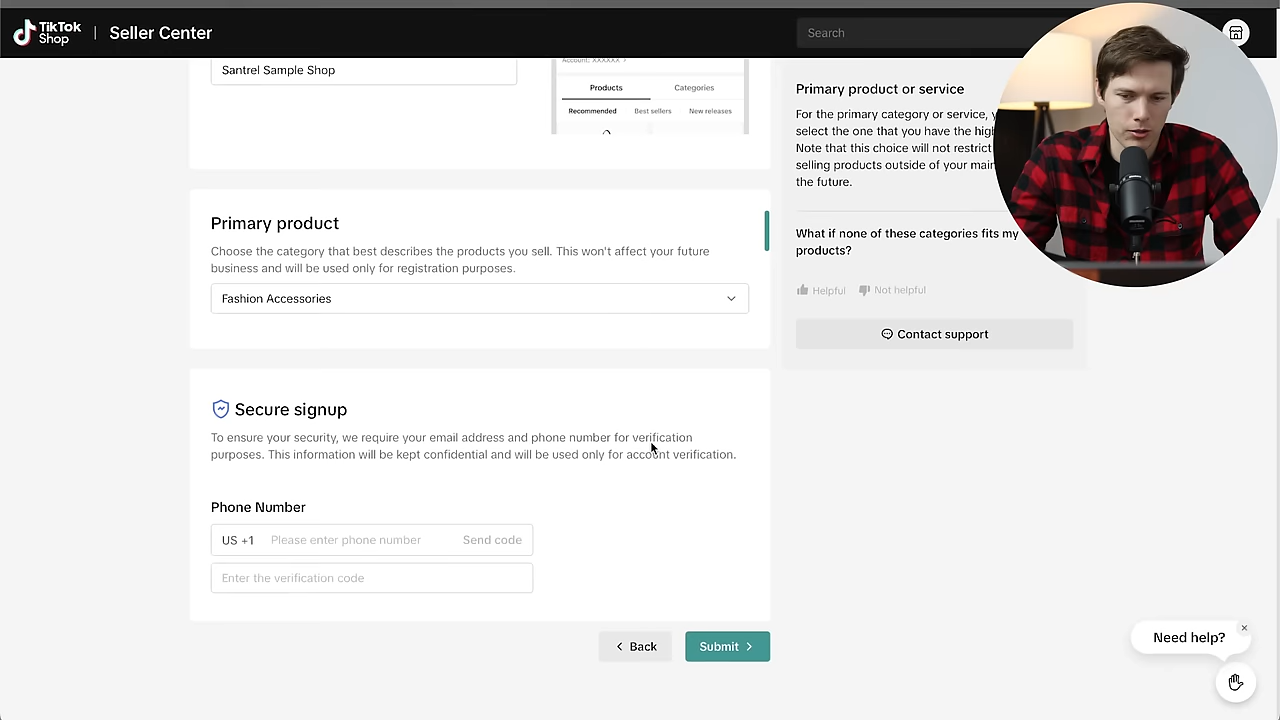 TikTok
Shop
Seller Center
Search
Santrel Sample Shop
Account: XXXXXX >
Products
Categories
Recommended
Best sellers
New releases
Primary product or service
For the primary category or service,
select the one that you have the
Note that this choice will not restrict
selling products outside of your
the future.
Primary product
Choose the category that best describes the products you sell. This won't affect your future
business and will be used only for registration purposes.
Fashion Accessories
What if none of these categories fits my
products?
Helpful
Not helpful
Contact support
Secure signup
To ensure your security, we require your email address and phone number for verification
purposes. This information will be kept confidential and will be used only for account verification.
Phone Number
US +1
Please enter phone number
Send code
Enter the verification code
Back
Submit
Need help?